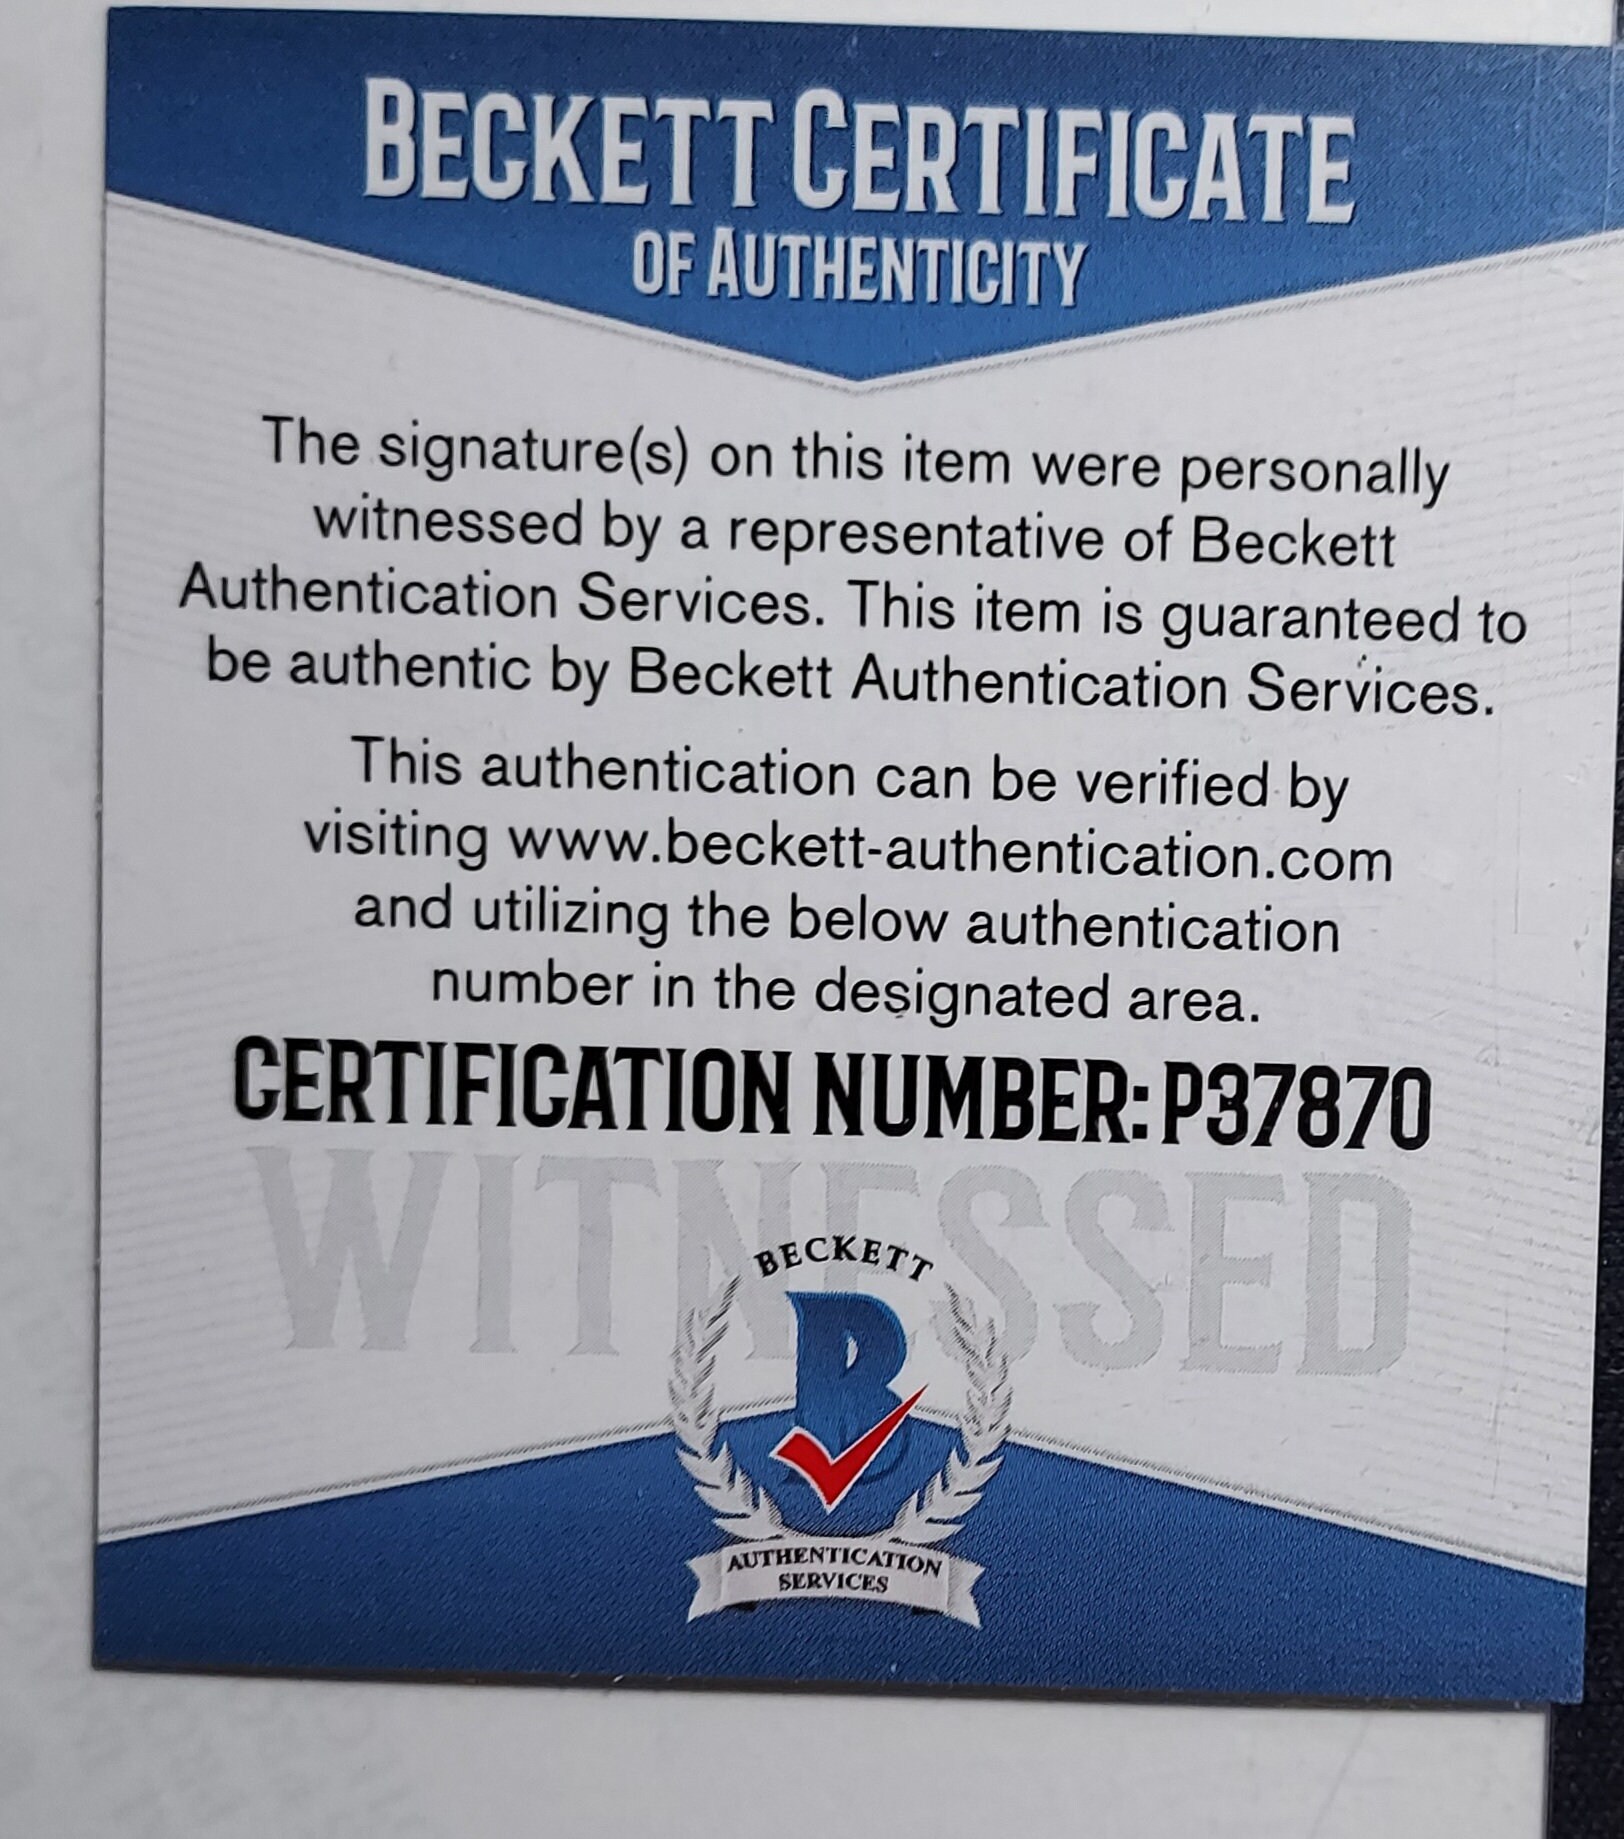 BECKETT CERTIFICATE
OF AUTHENTICITY
The signature(s) on this item were personally
witnessed by a representative of Beckett
Authentication Services. This item is guaranteed to
be authentic by Beckett Authentication Services.
This authentication can be verified by
visiting www.beckett-authentication.com
and utilizing the below authentication
number in the designated area.
CERTIFICATION NUMBER: P37870
WITNESSED
BECKETT
B
AUTHENTICATION
SERVICES